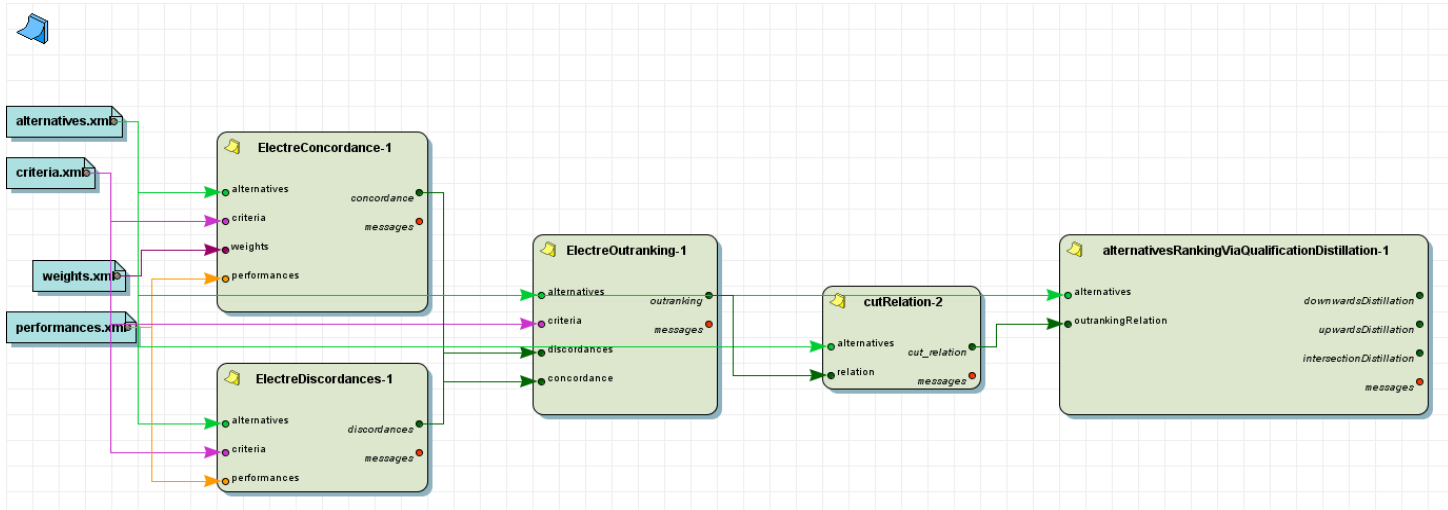 alternatives.xml
criteria.xml
weights.xml
performances.xml
ElectreConcordance-1
alternatives
concordance
criteria
messages
weights
performances
ElectreDiscordances-1
alternatives
discordances
criteria
messages
performances
ElectreOutranking-1
alternatives
outranking
criteria
messages
discordances
concordance
cutRelation-2
alternatives
cut_relation
relation
messages
alternativesRankingViaQualificationDistillation-1
alternatives
downwardsDistillation
outrankingRelation
upwardsDistillation
intersectionDistillation
messages